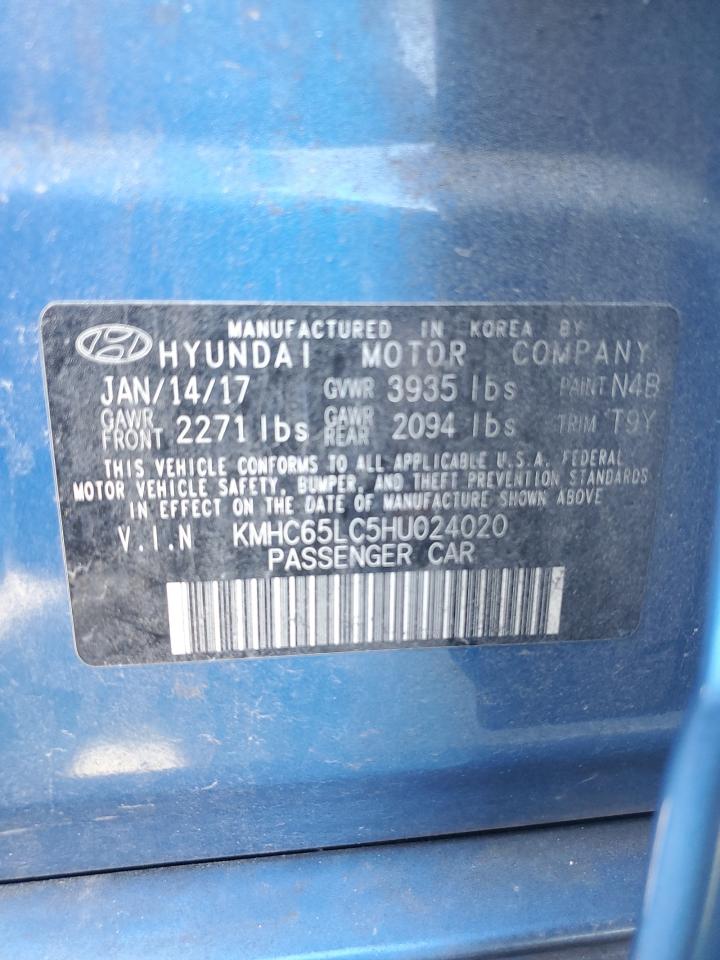 MANUFACTURED IN KOREA BY
HYUNDAI MOTOR COMPANY
JAN/14/17 GVWR 3935 lbs PAINT N4B
GAWR FRONT 2271 lbs GAWR REAR 2094 lbs TRIM T9Y
THIS VEHICLE CONFORMS TO ALL APPLICABLE U.S.A. FEDERAL
MOTOR VEHICLE SAFETY, BUMPER, AND THEFT PREVENTION STANDARDS
IN EFFECT ON THE DATE OF MANUFACTURE SHOWN ABOVE
V.I.N KMHC65LC5HU024020
PASSENGER CAR